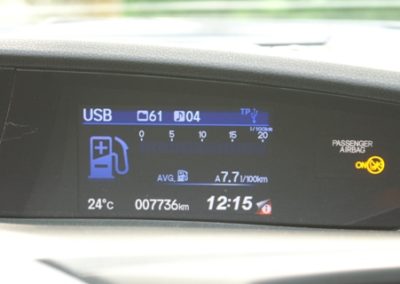 USB 61 04 TP
l/100km
0 5 10 15 20
PASSENGER
AIRBAG
ON
AVG. A 7.7 l/100km
24°C 007736km 12:15